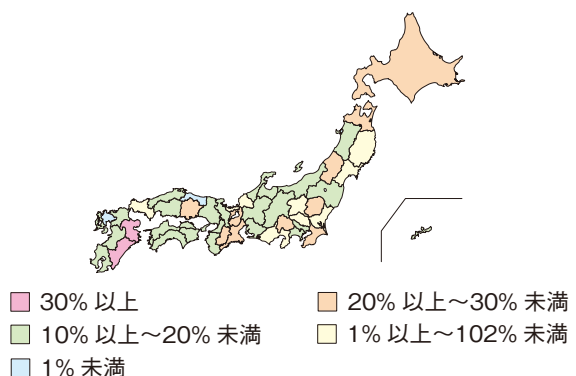 30% 以上
20% 以上～30% 未満
10% 以上～20% 未満
1% 以上～102% 未満
1% 未満